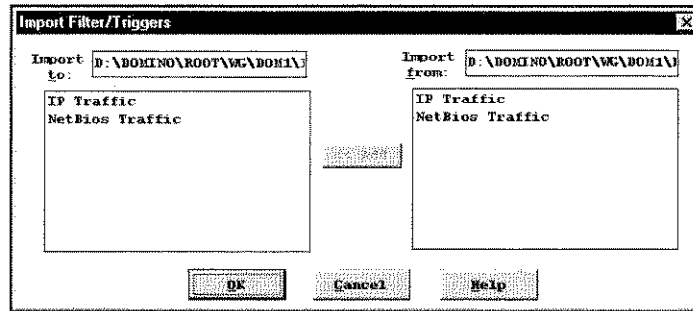 Import Filter/Triggers
Import to: D:\DOMINO\ROOT\WG\DOM1\
Import from: D:\DOMINO\ROOT\WG\DOM1\
IP Traffic
NetBios Traffic
IP Traffic
NetBios Traffic
OK
Cancel
Help